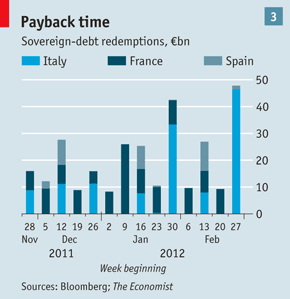 Payback time
3
Sovereign-debt redemptions, €bn
Italy France Spain
50
40
30
20
10
0
28 5 12 19 26 2 9 16 23 30 6 13 20 27
Nov Dec Jan Feb
2011 2012
Week beginning
Sources: Bloomberg; The Economist